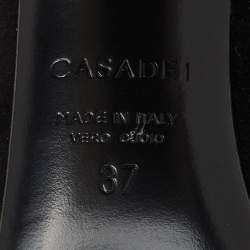 CASADEI
MADE IN ITALY
VERO CUOIO
37